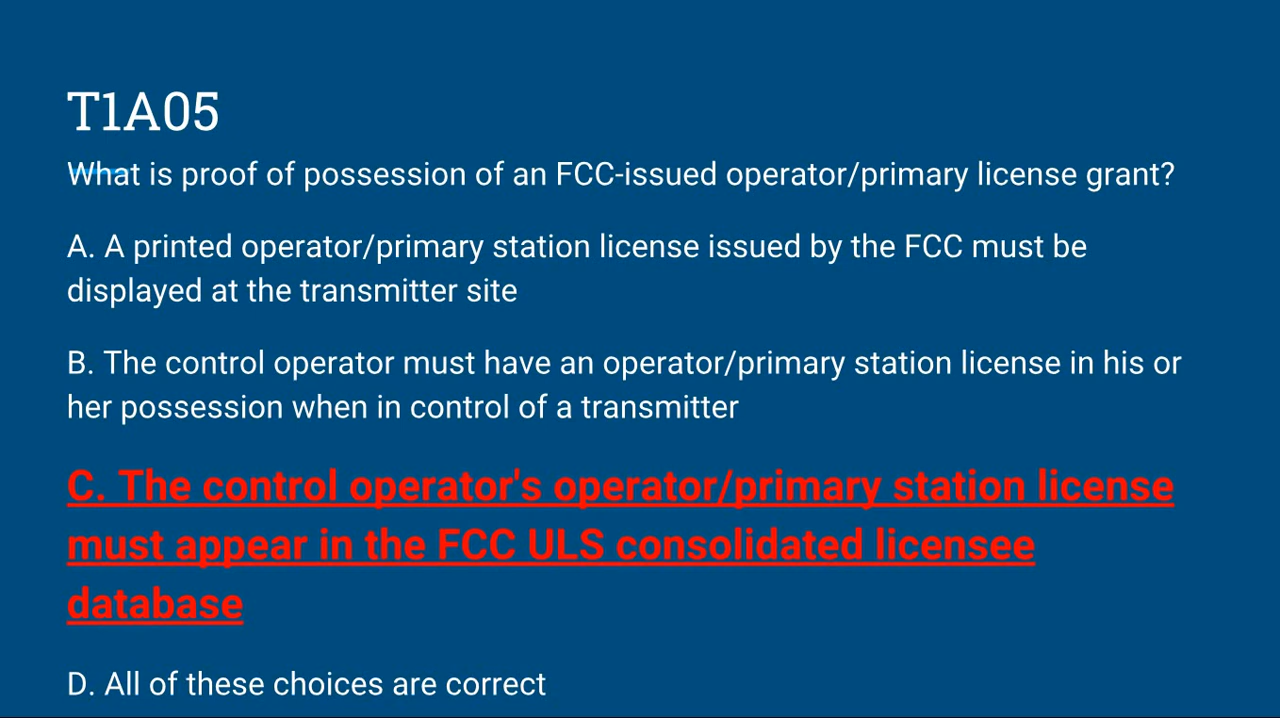 T1A05
What is proof of possession of an FCC-issued operator/primary license grant?
A. A printed operator/primary station license issued by the FCC must be
displayed at the transmitter site
B. The control operator must have an operator/primary station license in his or
her possession when in control of a transmitter
C. The control operator's operator/primary station license
must appear in the FCC ULS consolidated licensee
database
D. All of these choices are correct